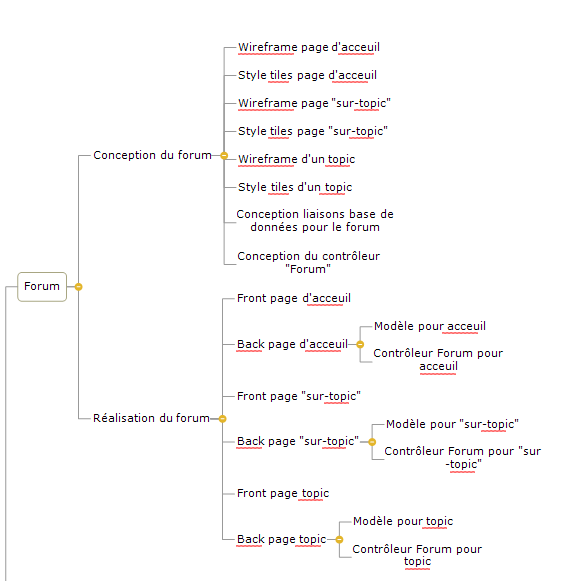 Forum
Conception du forum
Wireframe page d'acceuil
Style tiles page d'acceuil
Wireframe page "sur-topic"
Style tiles page "sur-topic"
Wireframe d'un topic
Style tiles d'un topic
Conception liaisons base de
données pour le forum
Conception du contrôleur
"Forum"
Réalisation du forum
Front page d'acceuil
Back page d'acceuil
Modèle pour acceuil
Contrôleur Forum pour
acceuil
Front page "sur-topic"
Back page "sur-topic"
Modèle pour "sur-topic"
Contrôleur Forum pour "sur
-topic"
Front page topic
Back page topic
Modèle pour topic
Contrôleur Forum pour
topic